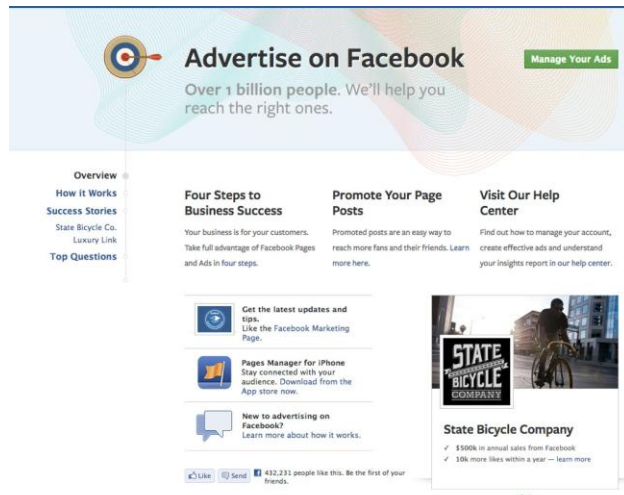 Advertise on Facebook
Manage Your Ads
Over 1 billion people. We'll help you
reach the right ones.
Overview
How it Works
Success Stories
State Bicycle Co.
Luxury Link
Top Questions
Four Steps to
Business Success
Your business is for your customers.
Take full advantage of Facebook Pages
and Ads in four steps.
Promote Your Page
Posts
Promoted posts are an easy way to
reach more fans and their friends. Learn
more here.
Visit Our Help
Center
Find out how to manage your account,
create effective ads and understand
your insights report in our help center.
Get the latest updates and
tips.
Like the Facebook Marketing
Page.
Pages Manager for iPhone
Stay connected with your
audience. Download from the
App store now.
New to advertising on
Facebook?
Learn more about how it works.
Like
Send
432,231 people like this. Be the first of your
friends.
STATE
BICYCLE
COMPANY
State Bicycle Company
✓ $500k in annual sales from Facebook
✓ 10k more likes within a year — learn more